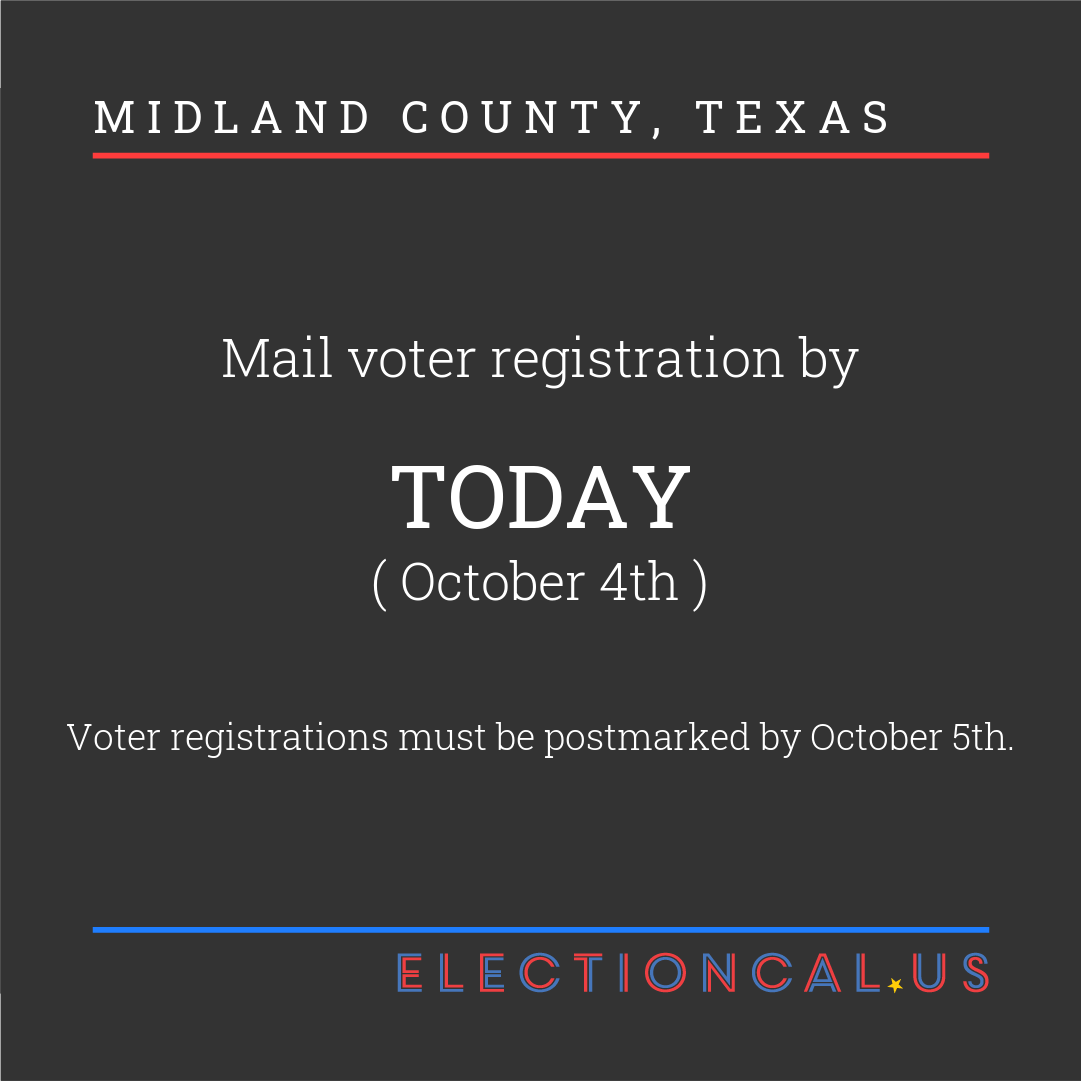 MIDLAND COUNTY, TEXAS
Mail voter registration by
TODAY
( October 4th )
Voter registrations must be postmarked by October 5th.
ELECTIONCAL.US